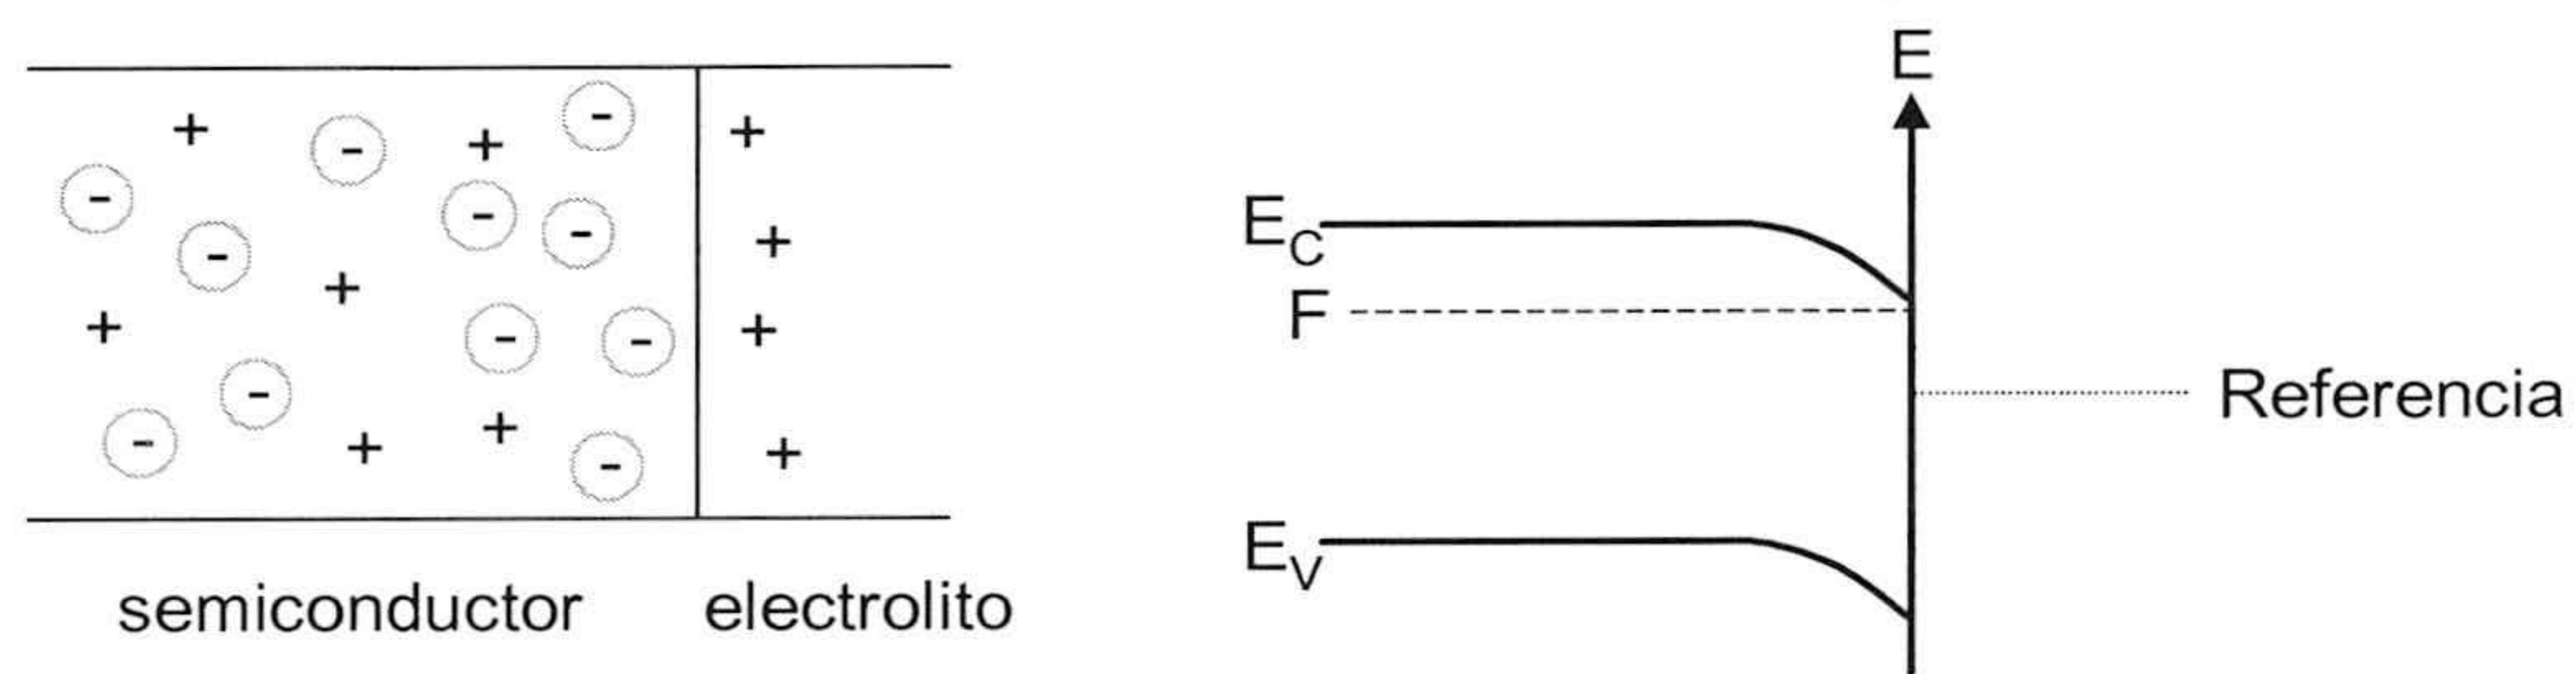 + - + - +
- - - +
- +
+ - - +
- + + - +
-
semiconductor electrolito
E
E_C
F
Referencia
E_V